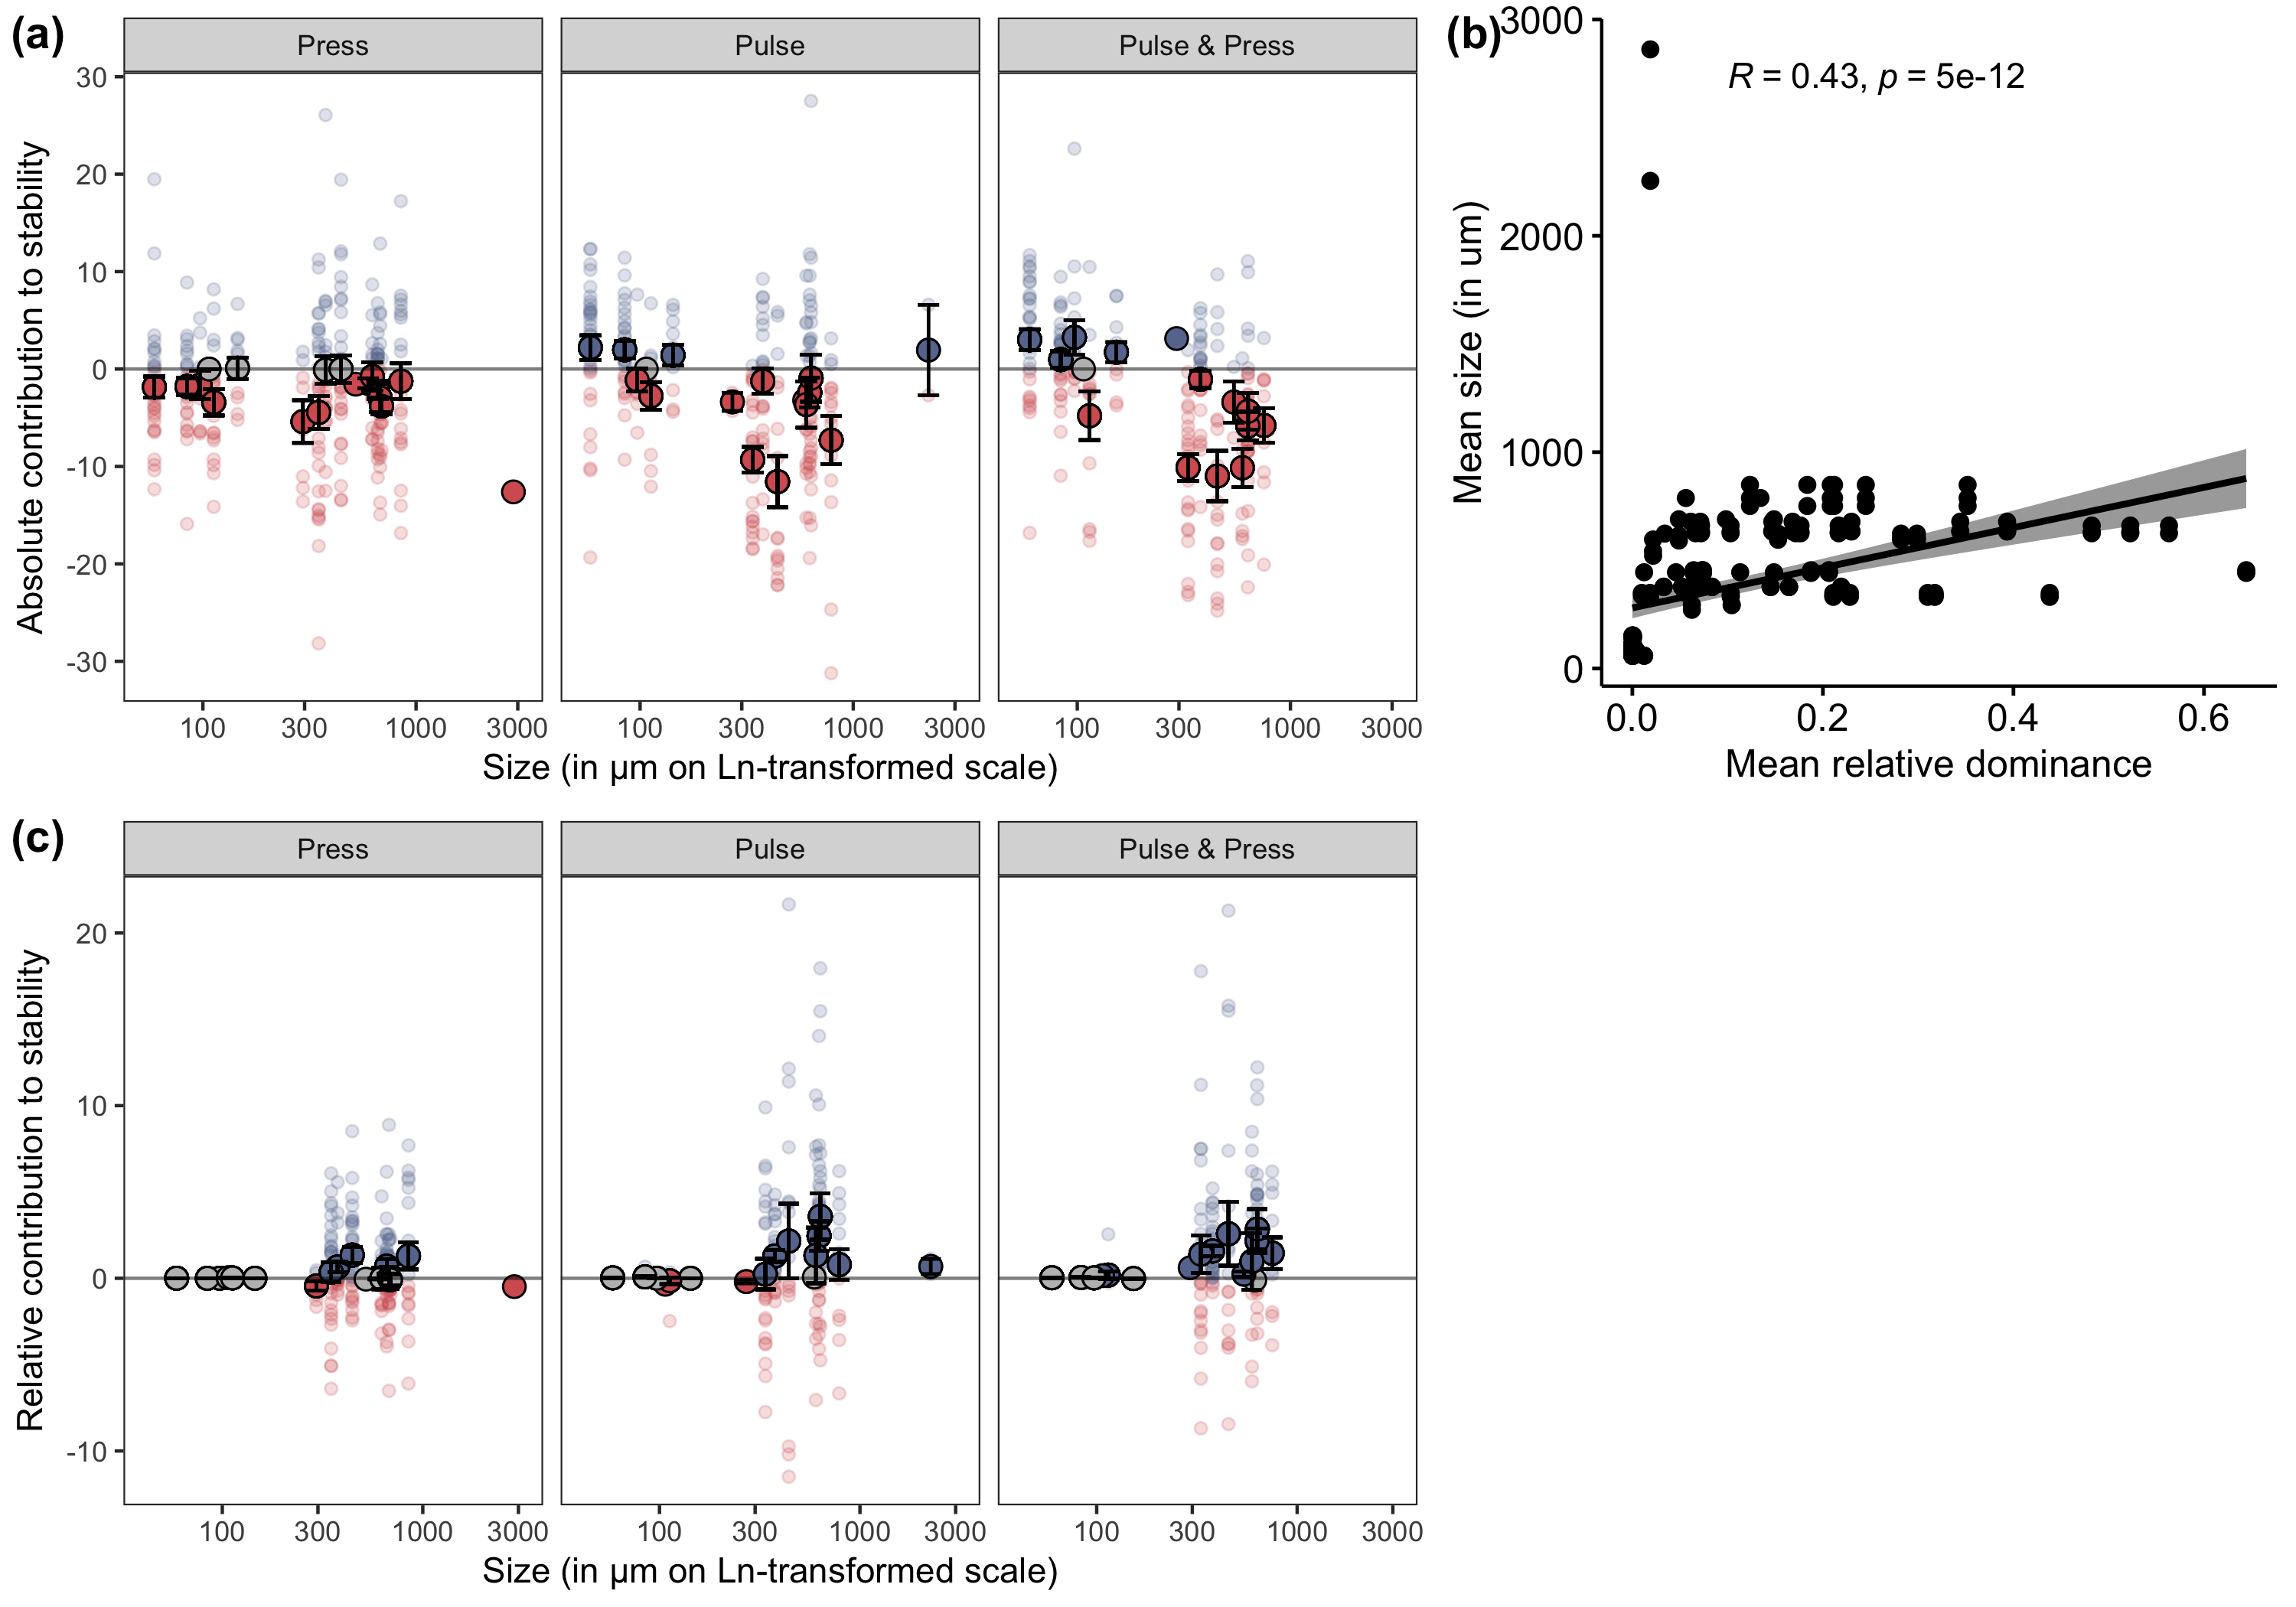 (a)
Press
Pulse
Pulse & Press
Absolute contribution to stability
30
20
10
0
-10
-20
-30
100
300
1000
3000
100
300
1000
3000
100
300
1000
3000
Size (in µm on Ln-transformed scale)
(b)
R = 0.43, p = 5e-12
Mean size (in um)
3000
2000
1000
0
0.0
0.2
0.4
0.6
Mean relative dominance
(c)
Press
Pulse
Pulse & Press
Relative contribution to stability
20
10
0
-10
100
300
1000
3000
100
300
1000
3000
100
300
1000
3000
Size (in µm on Ln-transformed scale)